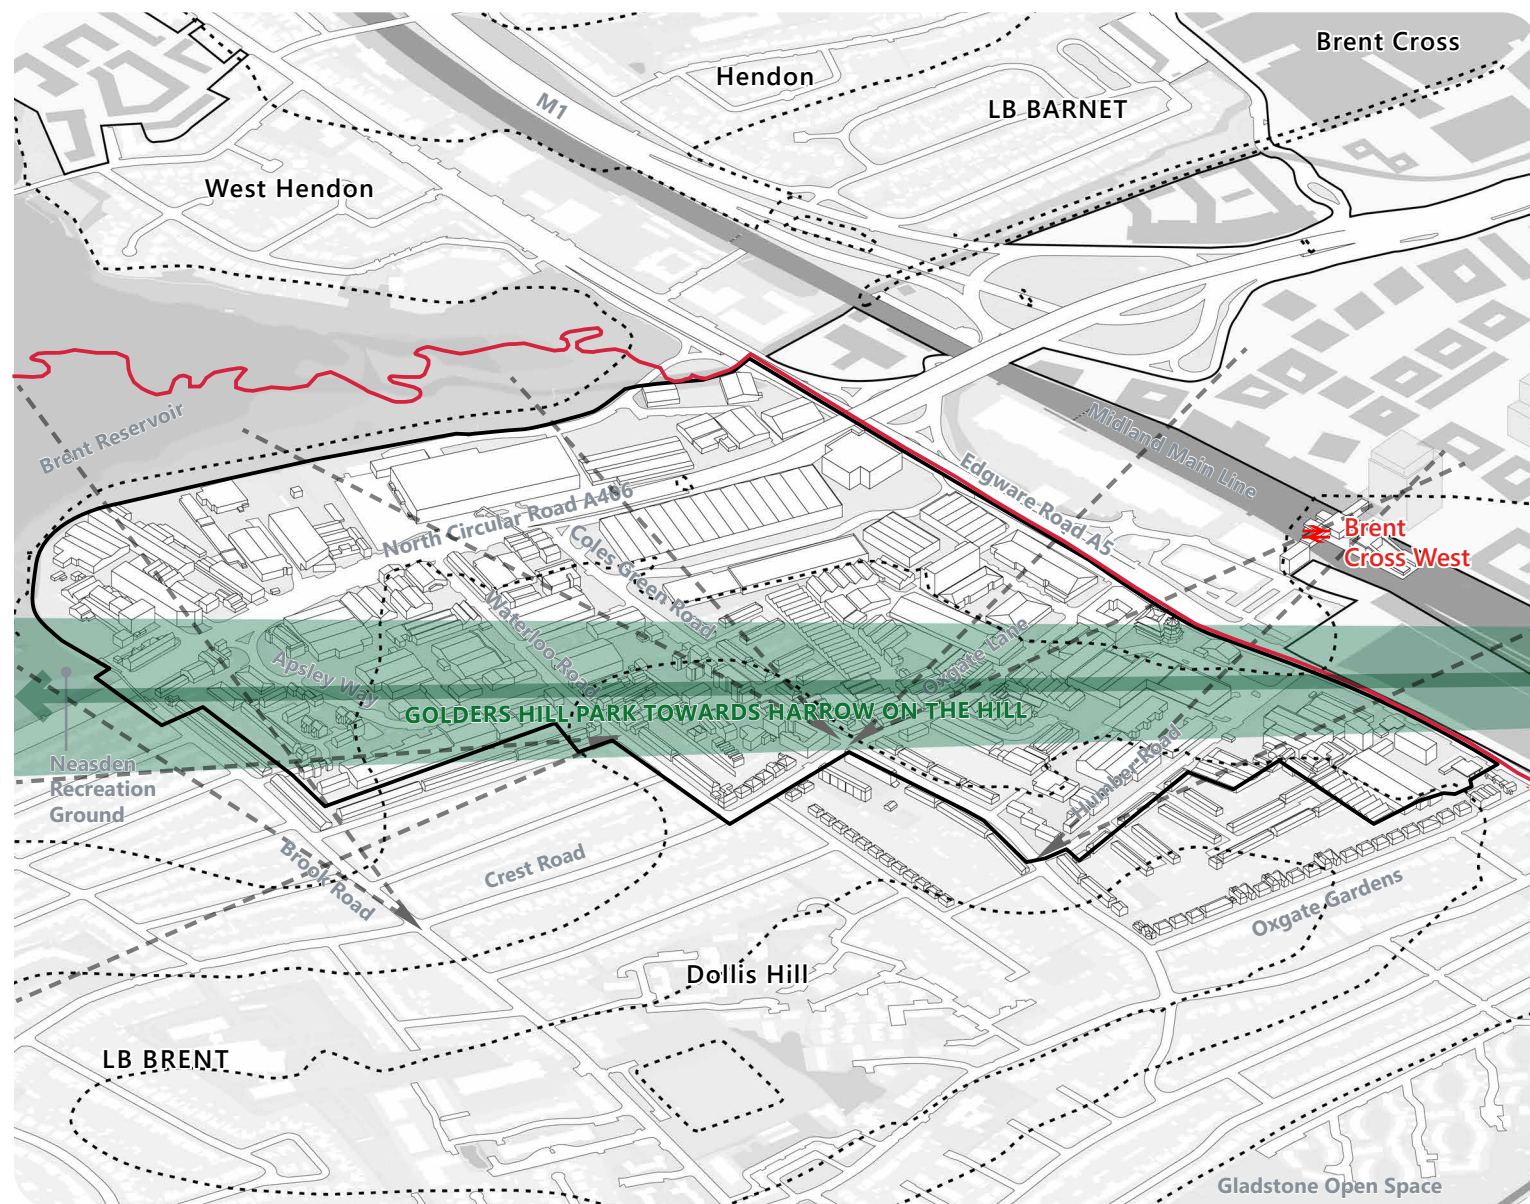 Brent Cross
Hendon
M1
LB BARNET
West Hendon
Brent Reservoir
Midland Main Line
Edgware Road A5
North Circular Road A406
Brent
Cross West
Coles Green Road
Waterloo Road
Oxgate Lane
Apsley Way
GOLDERS HILL PARK TOWARDS HARROW ON THE HILL
Neasden
Recreation
Ground
Humber Road
Brook Road
Crest Road
Oxgate Gardens
Dollis Hill
LB BRENT
Gladstone Open Space